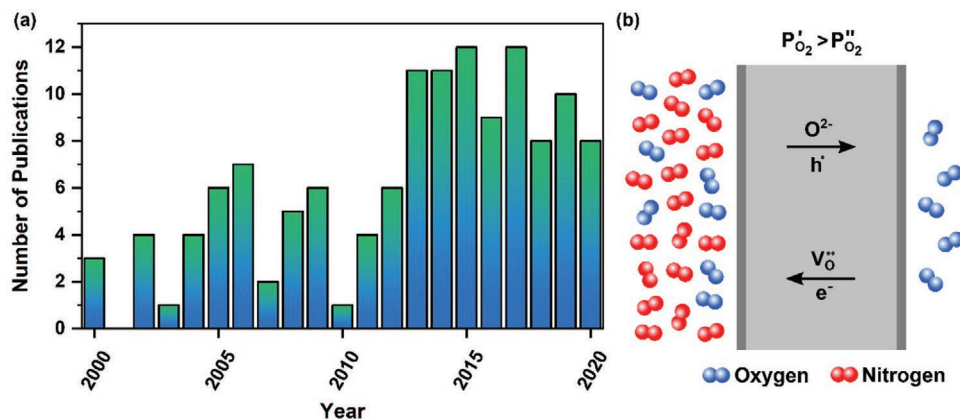 (a)
Number of Publications
12
10
8
6
4
2
0
2000
2005
2010
2015
2020
Year
(b)
P'O2 > P''O2
O2-
h·
VO··
e-
Oxygen
Nitrogen